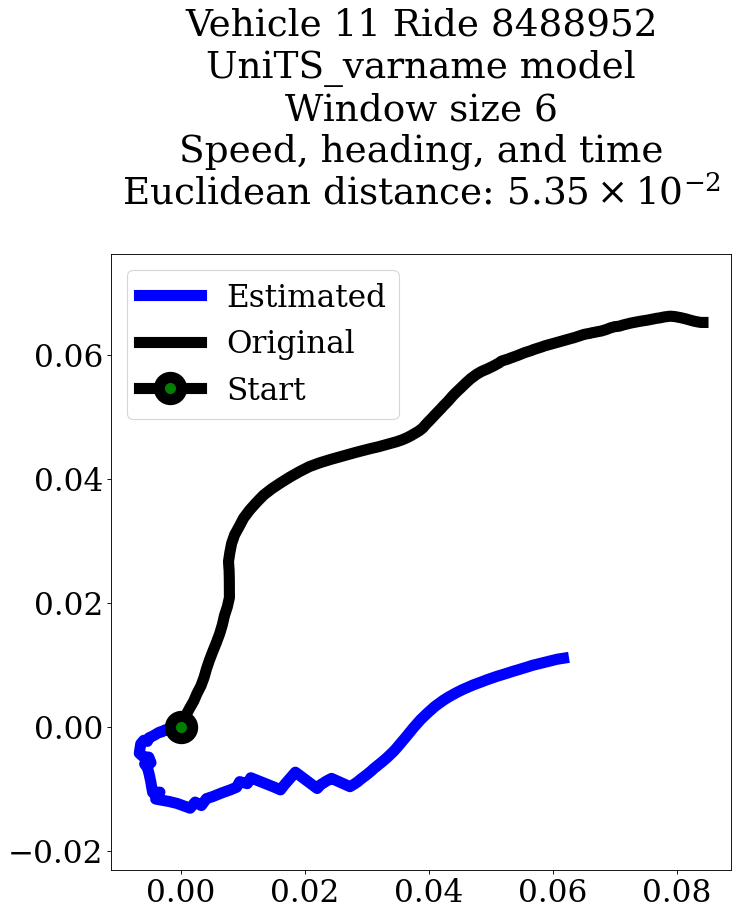 Vehicle 11 Ride 8488952
UniTS_varname model
Window size 6
Speed, heading, and time
Euclidean distance: 5.35 × 10⁻²
Estimated
Original
Start
0.06
0.04
0.02
0.00
−0.02
0.00 0.02 0.04 0.06 0.08